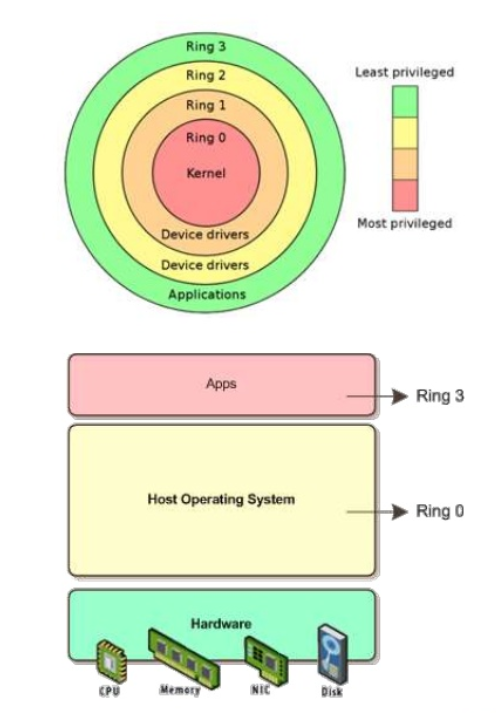 Ring 3
Ring 2
Ring 1
Ring 0
Kernel
Device drivers
Device drivers
Applications
Least privileged
Most privileged
Apps
Ring 3
Host Operating System
Ring 0
Hardware
CPU
Memory
NIC
Disk